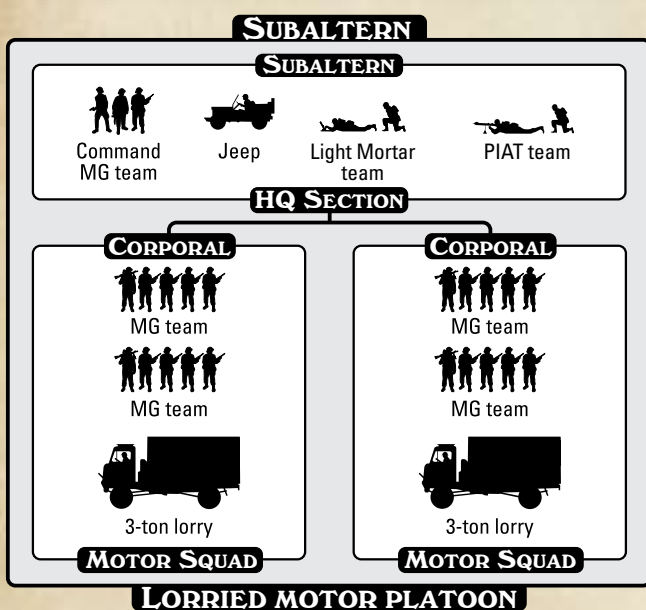 SUBALTERN
SUBALTERN
Command
MG team
Jeep
Light Mortar
team
PIAT team
HQ SECTION
CORPORAL
MG team
MG team
3-ton lorry
MOTOR SQUAD
CORPORAL
MG team
MG team
3-ton lorry
MOTOR SQUAD
LORRIED MOTOR PLATOON